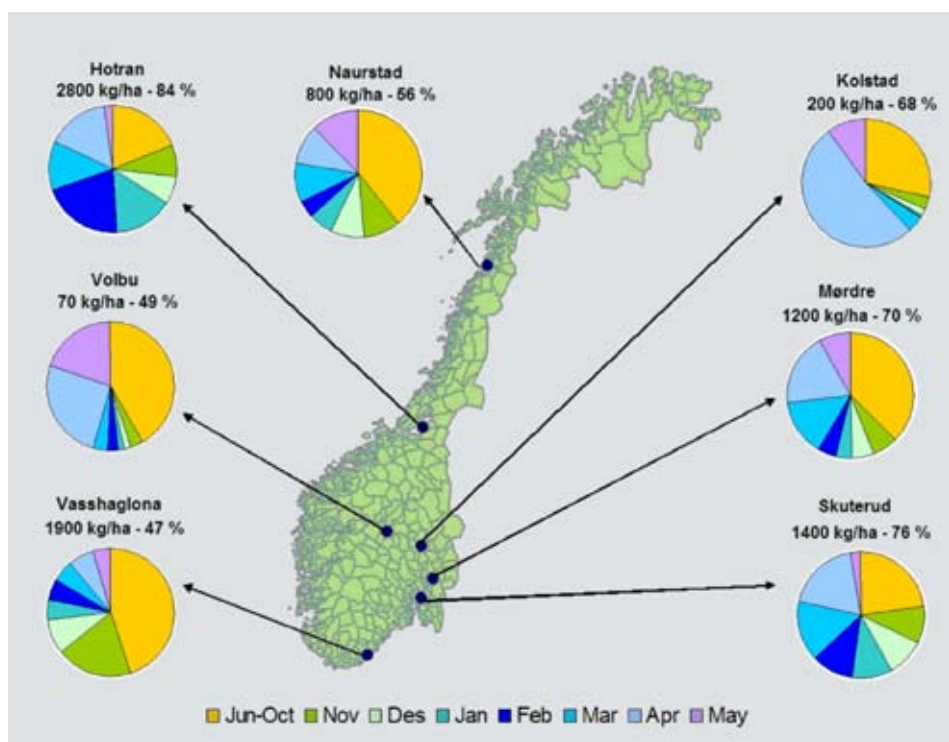 Hotran
2800 kg/ha - 84 %
Naurstad
800 kg/ha - 56 %
Kolstad
200 kg/ha - 68 %
Volbu
70 kg/ha - 49 %
Mørdre
1200 kg/ha - 70 %
Vasshaglona
1900 kg/ha - 47 %
Skuterud
1400 kg/ha - 76 %
Jun-Oct Nov Des Jan Feb Mar Apr May